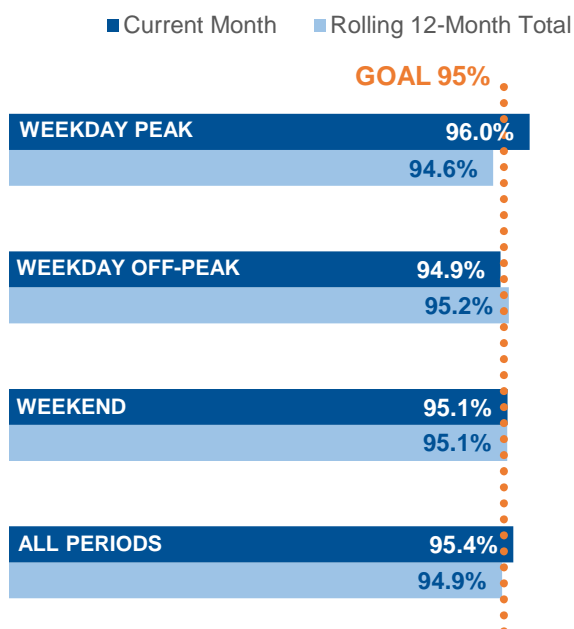 Current Month Rolling 12-Month Total
GOAL 95%
WEEKDAY PEAK 96.0%
94.6%
WEEKDAY OFF-PEAK 94.9%
95.2%
WEEKEND 95.1%
95.1%
ALL PERIODS 95.4%
94.9%